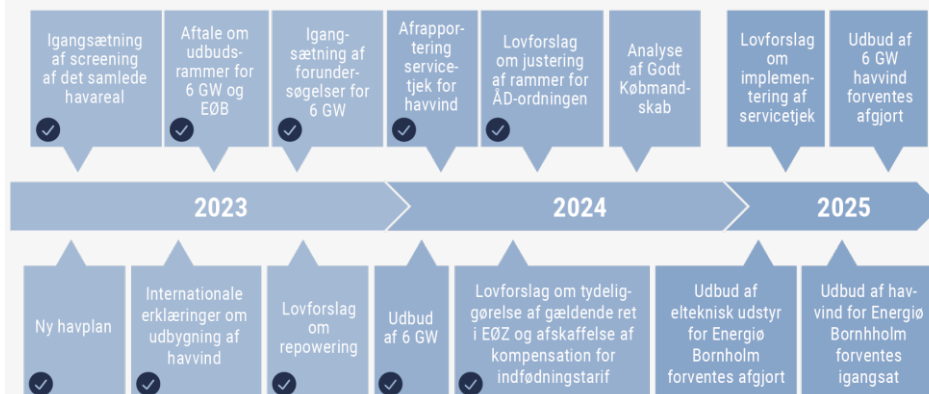 Igangsætning
af screening
af det samlede
havareal
Aftale om
udbuds-
rammer for
6 GW og
EØB
Igang-
sætning af
forunder-
søgelser for
6 GW
Afrappor-
tering
service-
tjek for
havvind
Lovforslag
om justering
af rammer for
ÅD-ordningen
Analyse
af Godt
Købmand-
skab
Lovforslag
om
implemen-
tering af
servicetjek
Udbud af
6 GW
havvind
forventes
afgjort
2023
2024
2025
Ny havplan
Internationale
erklæringer om
udbygning af
havvind
Lovforslag
om
repowering
Udbud
af 6 GW
Lovforslag om tydelig-
gørelse af gældende ret
i EØZ og afskaffelse af
kompensation for
indfødningstarif
Udbud af
elteknisk udstyr
for Energiø
Bornholm
forventes afgjort
Udbud af hav-
vind for Energiø
Bornhholm
forventes
igangsat